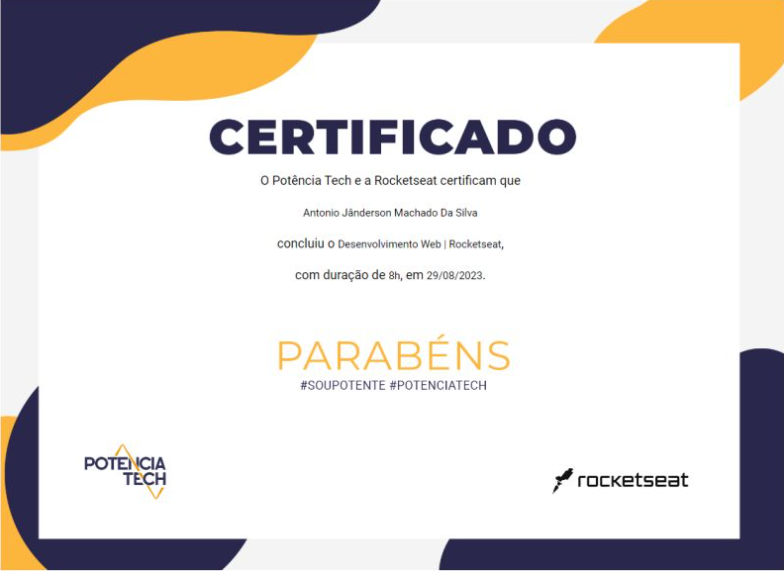 CERTIFICADO
O Potência Tech e a Rocketseat certificam que
Antonio Jânderson Machado Da Silva
concluiu o Desenvolvimento Web | Rocketseat,
com duração de 8h, em 29/08/2023.
PARABÉNS
#SOUPOTENTE #POTENCIATECH
POTENCIA
TECH
rocketseat